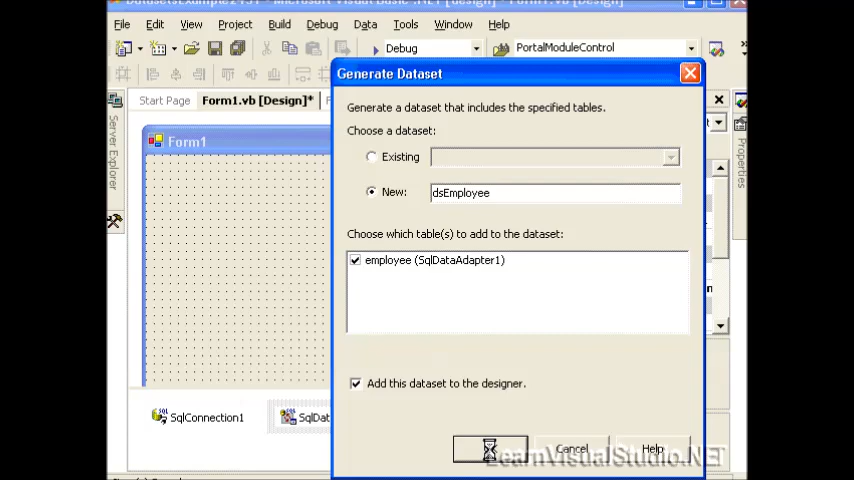 File Edit View Project Build Debug Data Tools Window Help
Debug PortalModuleControl
Generate Dataset
Start Page Form1.vb [Design]*
Generate a dataset that includes the specified tables.
Choose a dataset:
Server Explorer
Form1
Existing
Properties
New: dsEmployee
Choose which table(s) to add to the dataset:
employee (SqlDataAdapter1)
Add this dataset to the designer.
SqlConnection1 SqlDat
Cancel Help
LearnVisualStudio.NET